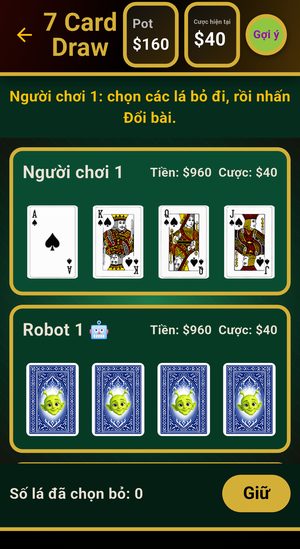 7 Card
Draw
Pot
$160
Cược hiện tại
$40
Gợi ý
Người chơi 1: chọn các lá bỏ đi, rồi nhấn
Đổi bài.
Người chơi 1
Tiền: $960 Cược: $40
A
K
Q
J
A
K
Q
J
Robot 1
Tiền: $960 Cược: $40
Số lá đã chọn bỏ: 0
Giữ